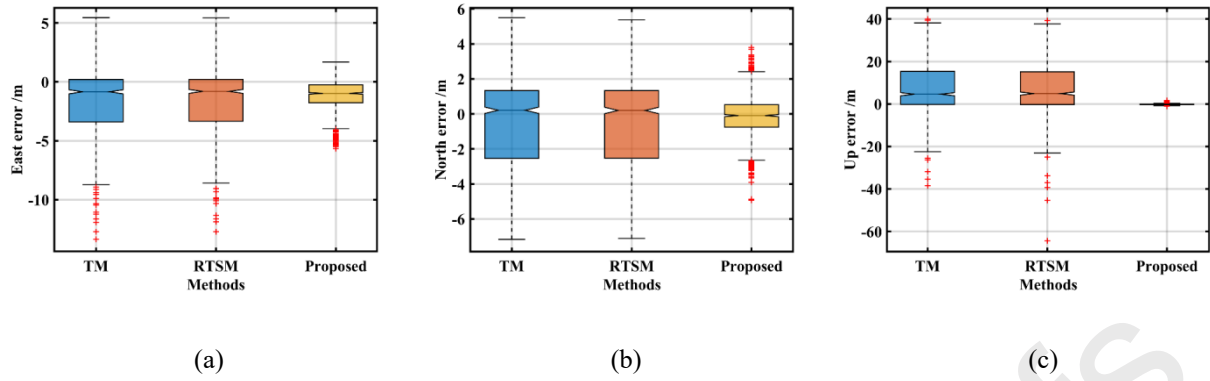 East error /m
5
0
-5
-10
TM
RTSM
Proposed
Methods
(a)
North error /m
6
4
2
0
-2
-4
-6
TM
RTSM
Proposed
Methods
(b)
Up error /m
40
20
0
-20
-40
-60
TM
RTSM
Proposed
Methods
(c)